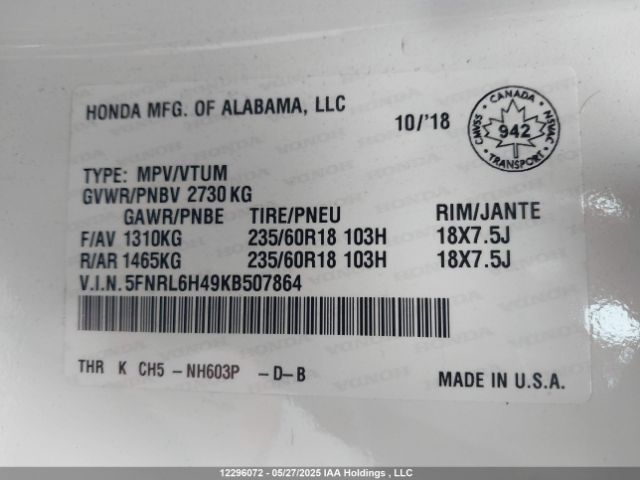 HONDA MFG. OF ALABAMA, LLC
10/'18
CANADA
CMVSS 942 NSVAC
TRANSPORT
TYPE: MPV/VTUM
GVWR/PNBV 2730 KG
GAWR/PNBE TIRE/PNEU RIM/JANTE
F/AV 1310KG 235/60R18 103H 18X7.5J
R/AR 1465KG 235/60R18 103H 18X7.5J
V.I.N. 5FNRL6H49KB507864
THR K CH5 -NH603P -D-B
MADE IN U.S.A.
12296072 - 05/27/2025 IAA Holdings , LLC